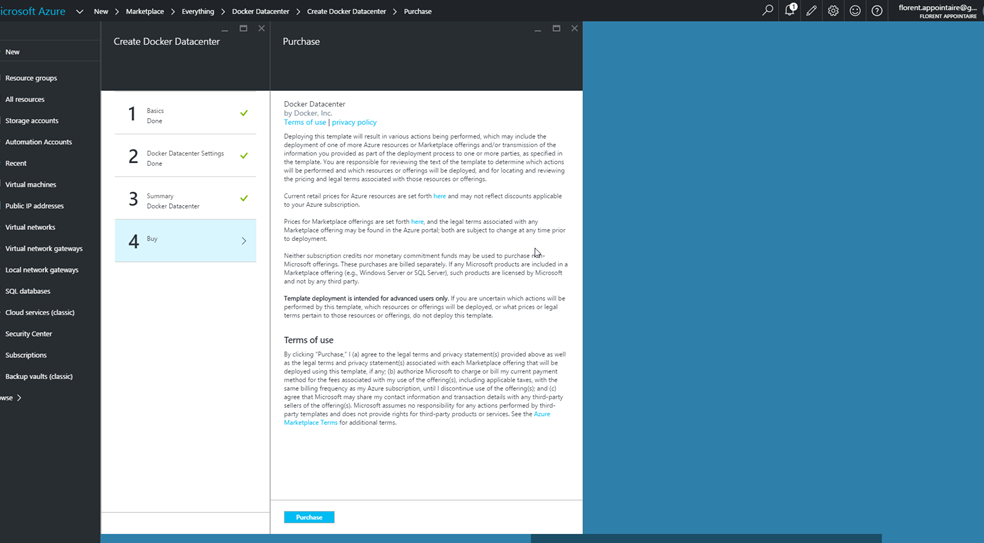 icrosoft Azure New > Marketplace > Everything > Docker Datacenter > Create Docker Datacenter > Purchase
1
florent.appointaire@g...
FLORENT APPOINTAIRE
New
Resource groups
All resources
Storage accounts
Automation Accounts
Recent
Virtual machines
Public IP addresses
Virtual networks
Virtual network gateways
Local network gateways
SQL databases
Cloud services (classic)
Security Center
Subscriptions
Backup vaults (classic)
wse >
Create Docker Datacenter
1 Basics
Done
2 Docker Datacenter Settings
Done
3 Summary
Docker Datacenter
4 Buy
Purchase
Docker Datacenter
by Docker, Inc.
Terms of use | privacy policy
Deploying this template will result in various actions being performed, which may include the
deployment of one of more Azure resources or Marketplace offerings and/or transmission of the
information you provided as part of the deployment process to one or more parties, as specified in
the template. You are responsible for reviewing the text of the template to determine which actions
will be performed and which resources or offerings will be deployed, and for locating and reviewing
the pricing and legal terms associated with those resources or offerings.
Current retail prices for Azure resources are set forth here and may not reflect discounts applicable
to your Azure subscription.
Prices for Marketplace offerings are set forth here, and the legal terms associated with any
Marketplace offering may be found in the Azure portal; both are subject to change at any time prior
to deployment.
Neither subscription credits nor monetary commitment funds may be used to purchase non-
Microsoft offerings. These purchases are billed separately. If any Microsoft products are included in a
Marketplace offering (e.g., Windows Server or SQL Server), such products are licensed by Microsoft
and not by any third party.
Template deployment is intended for advanced users only. If you are uncertain which actions will be
performed by this template, which resources or offerings will be deployed, or what prices or legal
terms pertain to those resources or offerings, do not deploy this template.
Terms of use
By clicking "Purchase," I (a) agree to the legal terms and privacy statement(s) provided above as well
as the legal terms and privacy statement(s) associated with each Marketplace offering that will be
deployed using this template, if any; (b) authorize Microsoft to charge or bill my current payment
method for the fees associated with my use of the offering(s), including applicable taxes, with the
same billing frequency as my Azure subscription, until I discontinue use of the offering(s); and (c)
agree that Microsoft may share my contact information and transaction details with any third-party
sellers of the offering(s). Microsoft assumes no responsibility for any actions performed by third-
party templates and does not provide rights for third-party products or services. See the Azure
Marketplace Terms for additional terms.
Purchase